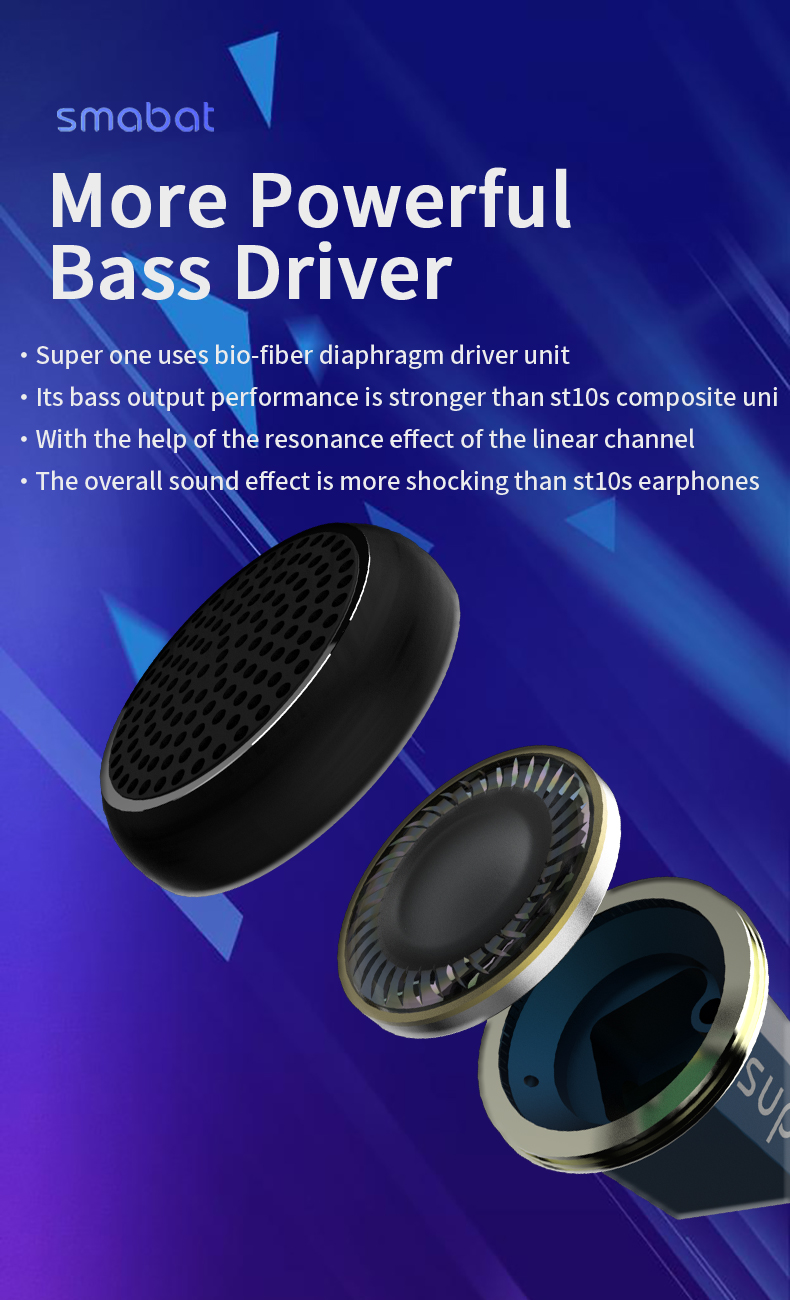 smabat
More Powerful
Bass Driver
• Super one uses bio-fiber diaphragm driver unit
• Its bass output performance is stronger than st10s composite uni
• With the help of the resonance effect of the linear channel
• The overall sound effect is more shocking than st10s earphones
sup